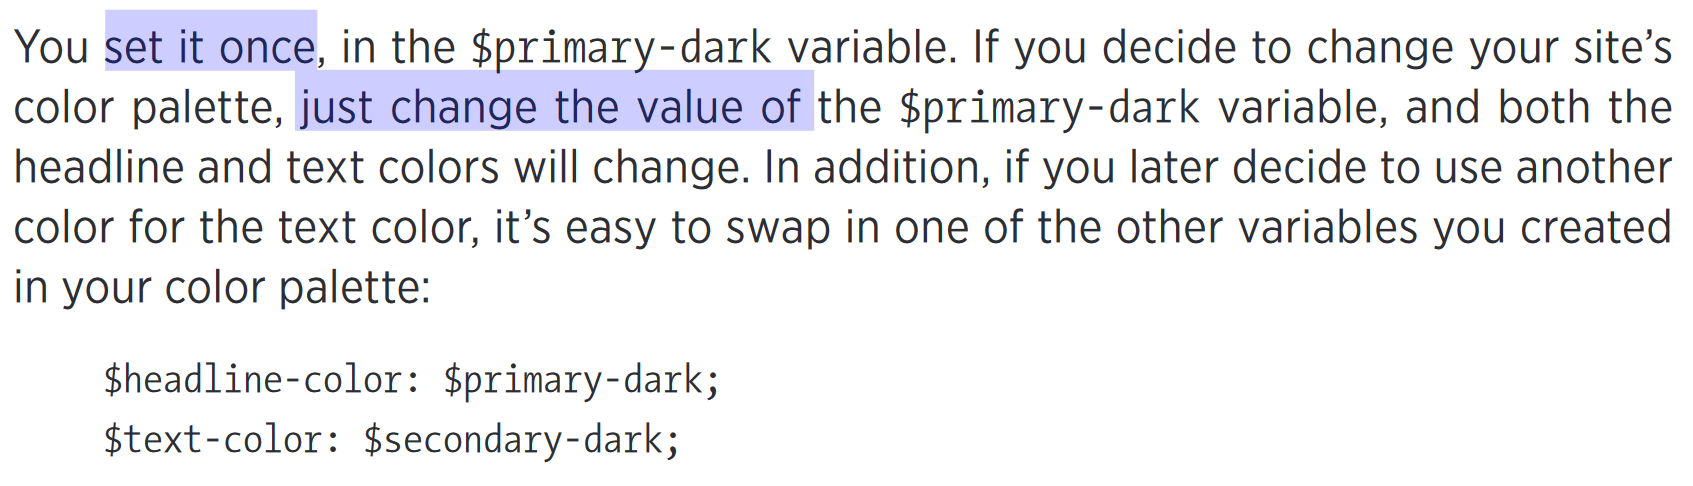 You set it once, in the $primary-dark variable. If you decide to change your site’s
color palette, just change the value of the $primary-dark variable, and both the
headline and text colors will change. In addition, if you later decide to use another
color for the text color, it’s easy to swap in one of the other variables you created
in your color palette:
$headline-color: $primary-dark;
$text-color: $secondary-dark;